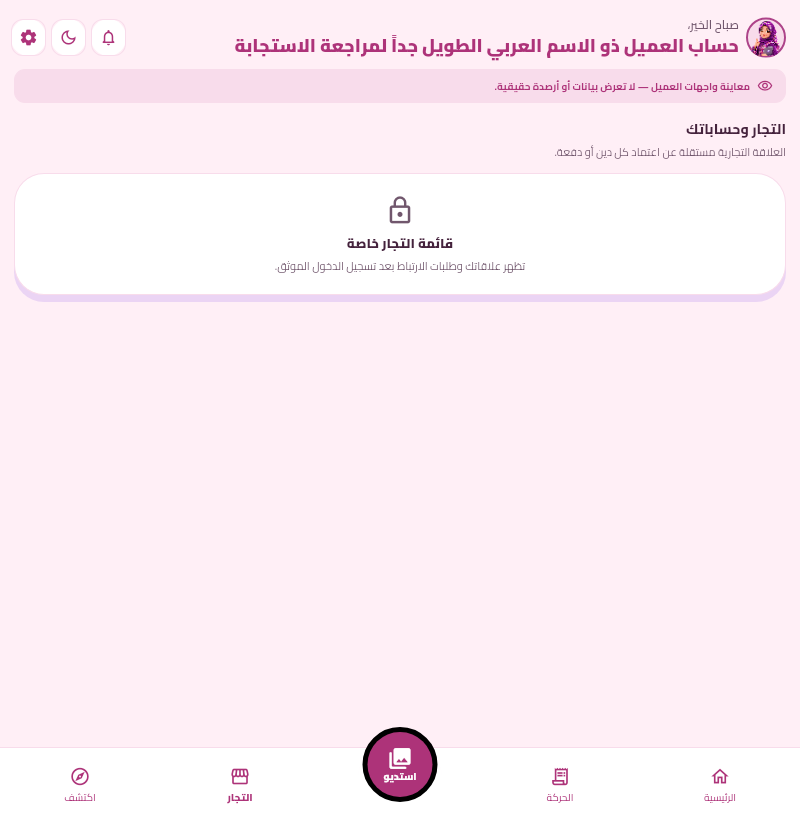 صباح الخير،
حساب العميل ذو الاسم العربي الطويل جداً لمراجعة الاستجابة
معاينة واجهات العميل — لا تعرض بيانات أو أرصدة حقيقية.
التجار وحساباتك
العلاقة التجارية مستقلة عن اعتماد كل دين أو دفعة.
قائمة التجار خاصة
تظهر علاقاتك وطلبات الارتباط بعد تسجيل الدخول الموثق.
الرئيسية
الحركة
استديو
التجار
اكتشف